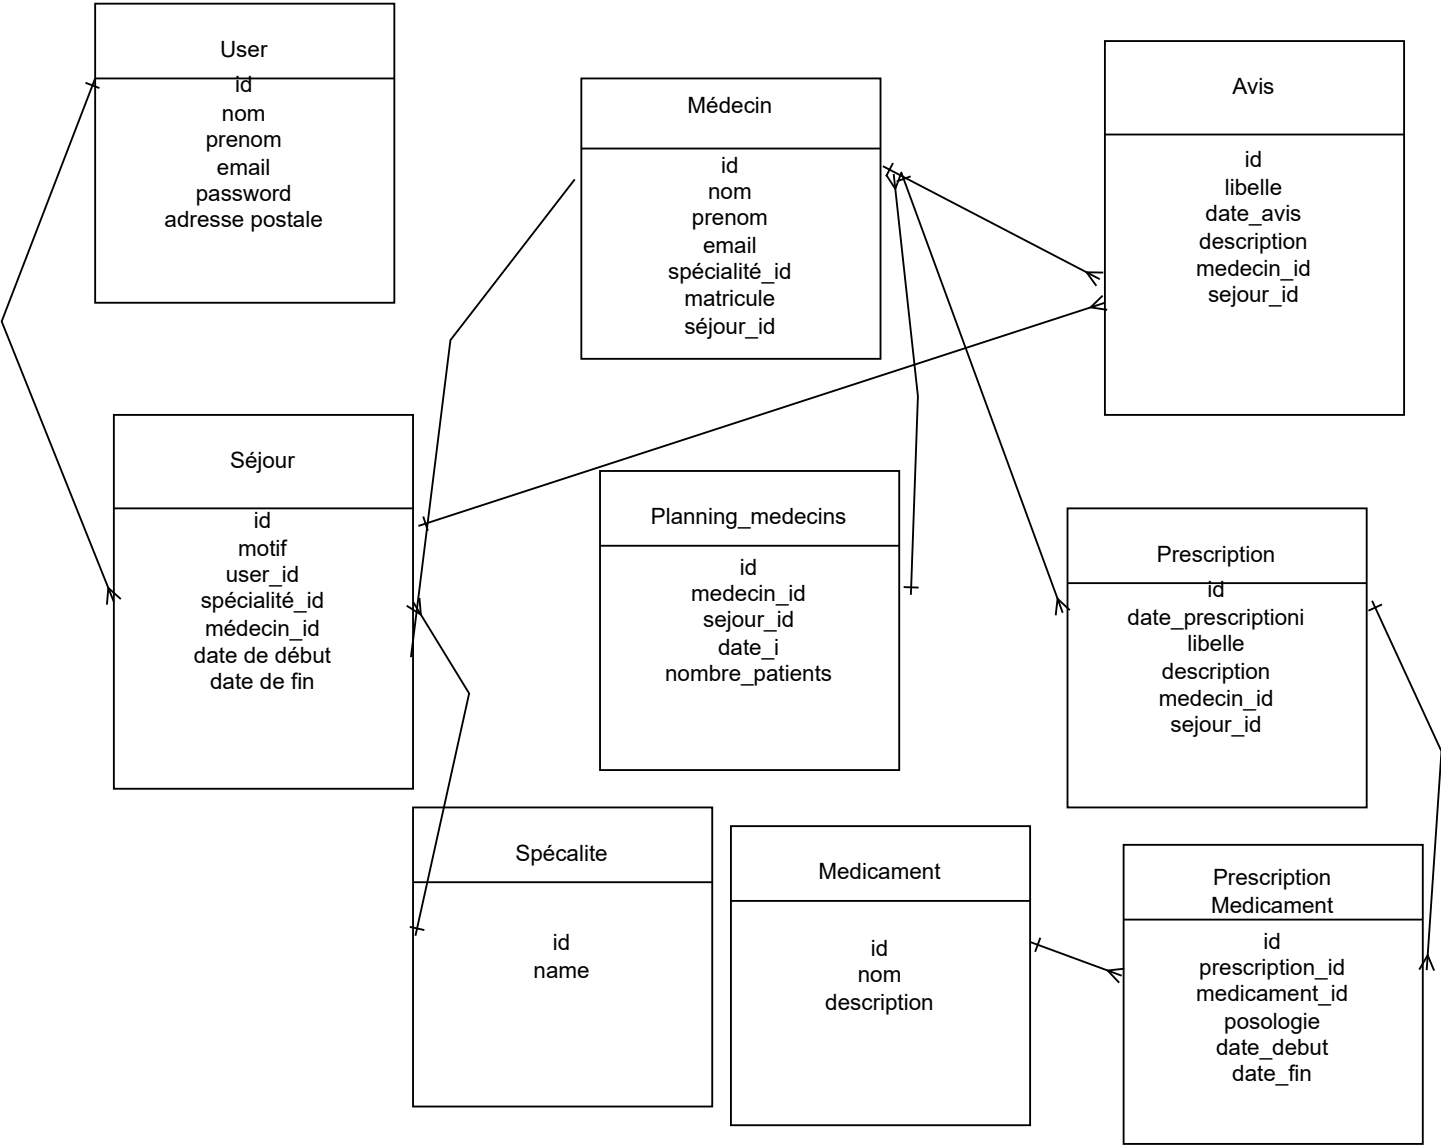 User
id
nom
prenom
email
password
adresse postale
Médecin
id
nom
prenom
email
spécialité_id
matricule
séjour_id
Avis
id
libelle
date_avis
description
medecin_id
sejour_id
Séjour
id
motif
user_id
spécialité_id
médecin_id
date de début
date de fin
Planning_medecins
id
medecin_id
sejour_id
date_i
nombre_patients
Prescription
id
date_prescriptioni
libelle
description
medecin_id
sejour_id
Spécalite
id
name
Medicament
id
nom
description
Prescription
Medicament
id
prescription_id
medicament_id
posologie
date_debut
date_fin